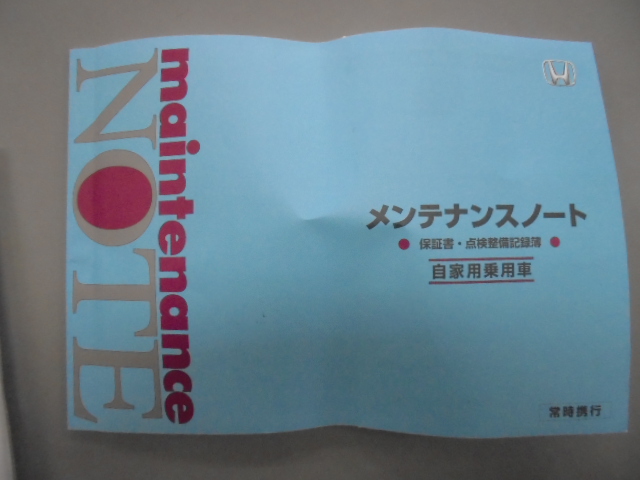 maintenance
NOTE
メンテナンスノート
● 保証書・点検整備記録簿 ●
自家用乗用車
常時携行